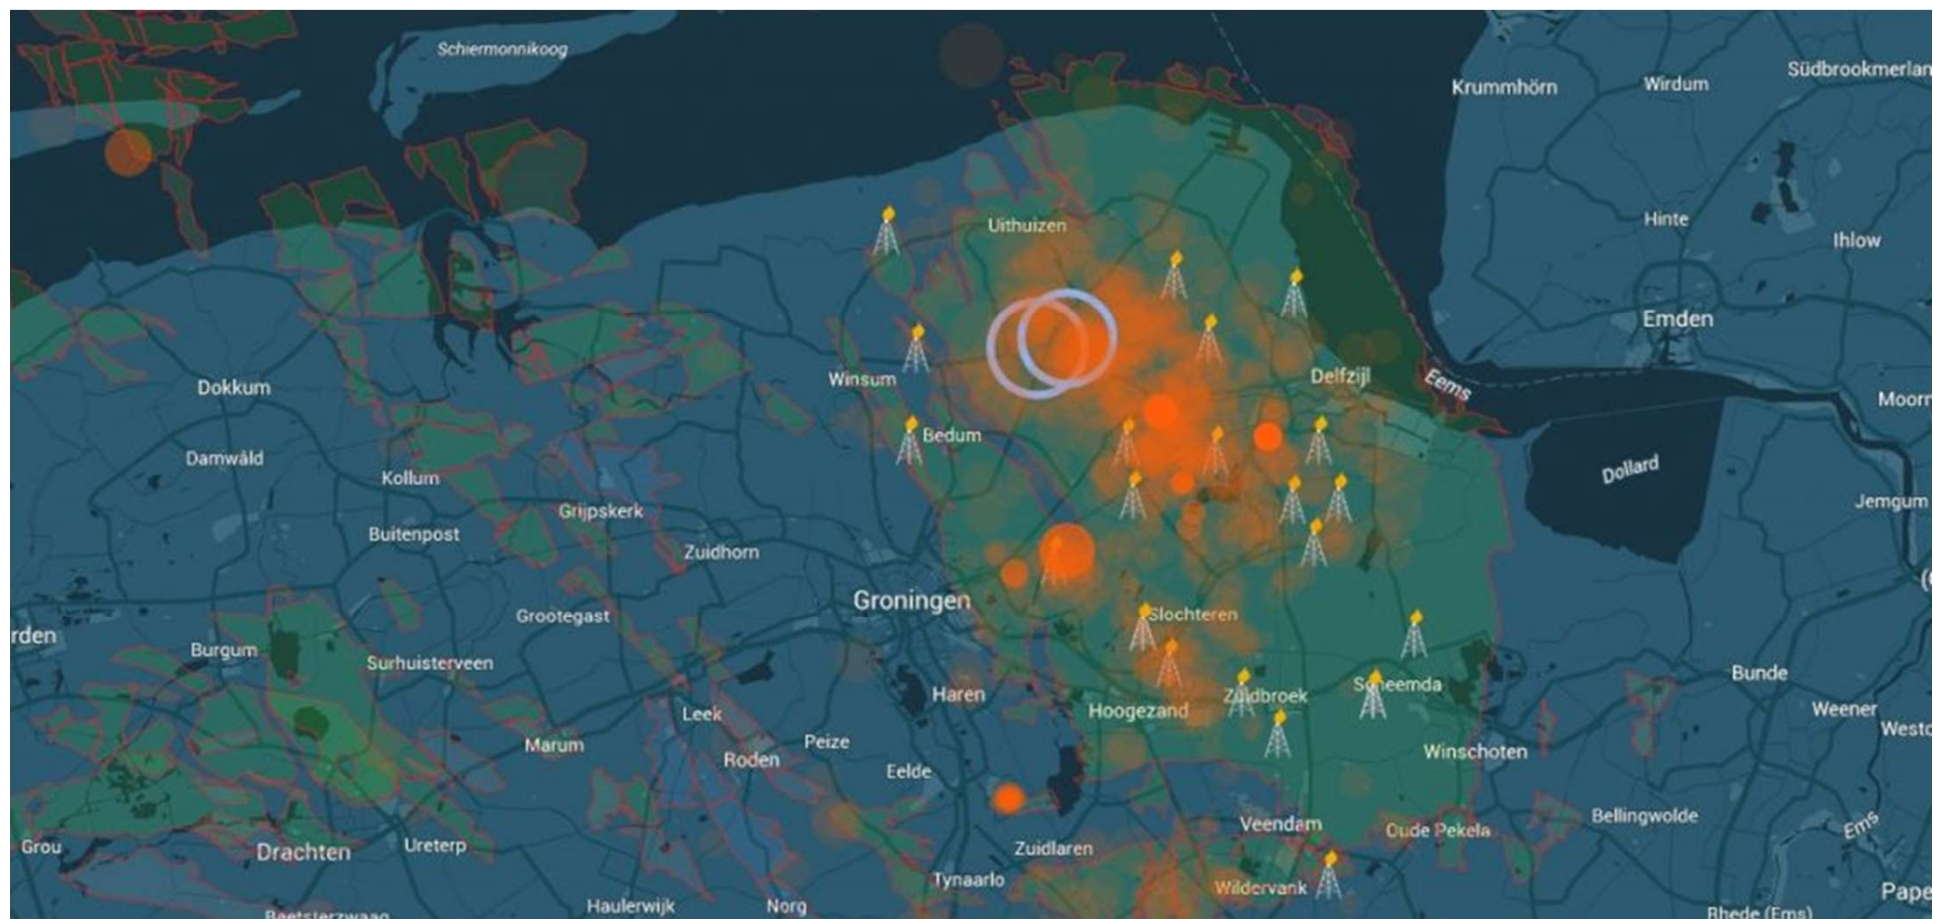 Schiermonnikoog
Krummhörn
Wirdum
Südbrookmerlan
Uithuizen
Hinte
Ihlow
Emden
Winsum
Delfzijl
Eems
Dokkum
Moorm
Bedum
Damwâld
Kollum
Dollard
Jemgum
Grijpskerk
Buitenpost
Zuidhorn
Groningen
Grootegast
Slochteren
rden
Burgum
Surhuisterveen
Bunde
Haren
Zuidbroek
Scheemda
Leek
Hoogezand
Weener
Marum
Roden
Peize
Winschoten
Westo
Eelde
Bellingwolde
Veendam
Oude Pekela
Ems
Grou
Drachten
Ureterp
Zuidlaren
Tynaarlo
Wildervank
Pape
Haulerwijk
Norg
Rhede (Ems)
Beetsterzwaag